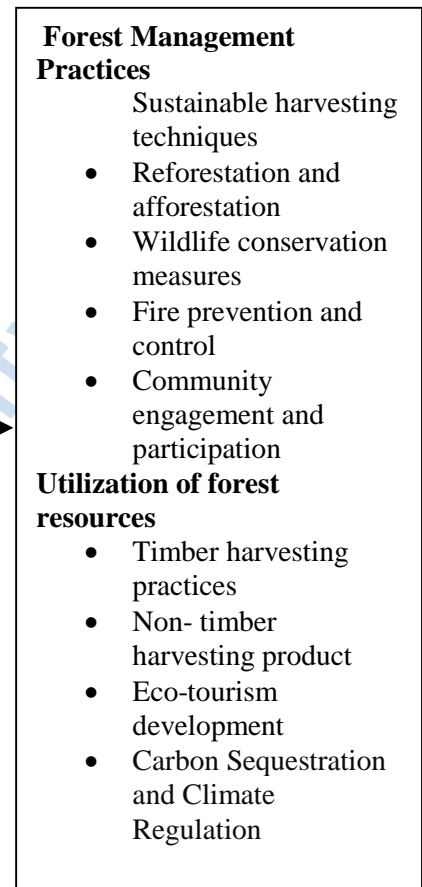 Forest Management
Practices
Sustainable harvesting
techniques
• Reforestation and
afforestation
• Wildlife conservation
measures
• Fire prevention and
control
• Community
engagement and
participation
Utilization of forest
resources
• Timber harvesting
practices
• Non- timber
harvesting product
• Eco-tourism
development
• Carbon Sequestration
and Climate
Regulation